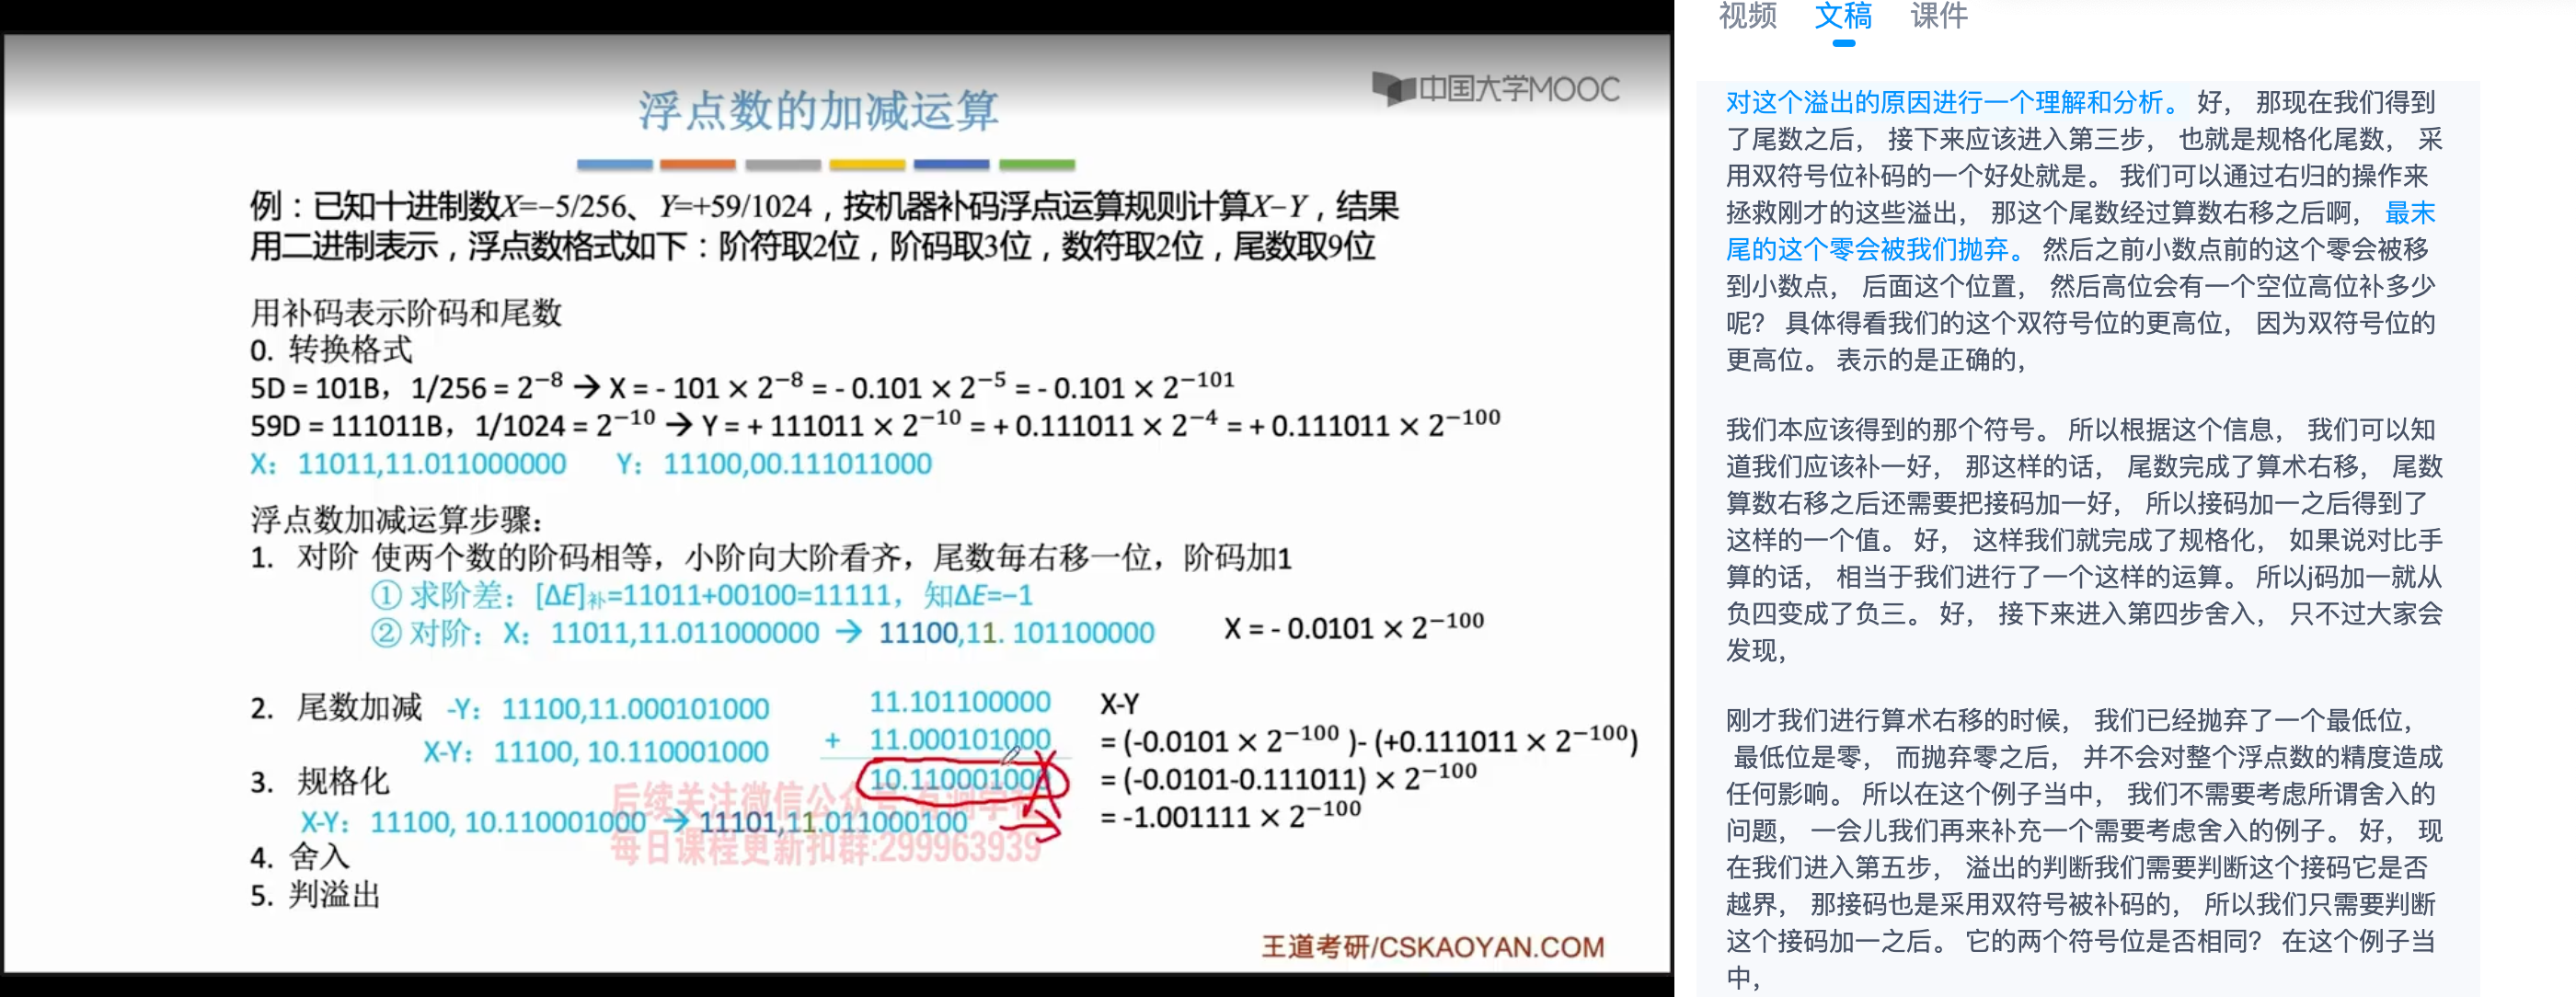 中国大学MOOC
浮点数的加减运算
例：已知十进制数X=−5/256、Y=+59/1024，按机器补码浮点运算规则计算X−Y，结果
用二进制表示，浮点数格式如下：阶符取2位，阶码取3位，数符取2位，尾数取9位
用补码表示阶码和尾数
0. 转换格式
5D = 101B，1/256 = 2⁻⁸ → X = - 101 × 2⁻⁸ = - 0.101 × 2⁻⁵ = - 0.101 × 2⁻¹⁰¹
59D = 111011B，1/1024 = 2⁻¹⁰ → Y = + 111011 × 2⁻¹⁰ = + 0.111011 × 2⁻⁴ = + 0.111011 × 2⁻¹⁰⁰
X：11011,11.011000000 Y：11100,00.111011000
浮点数加减运算步骤：
1. 对阶 使两个数的阶码相等，小阶向大阶看齐，尾数每右移一位，阶码加1
① 求阶差：[ΔE]补=11011+00100=11111，知ΔE=−1
② 对阶：X：11011,11.011000000 → 11100,11. 101100000 X = - 0.0101 × 2⁻¹⁰⁰
2. 尾数加减 -Y：11100,11.000101000
X-Y：11100, 10.110001000
11.101100000
+ 11.000101000
10.110001000
X-Y
= (-0.0101 × 2⁻¹⁰⁰ )- (+0.111011 × 2⁻¹⁰⁰)
= (-0.0101-0.111011) × 2⁻¹⁰⁰
= -1.001111 × 2⁻¹⁰⁰
3. 规格化
X-Y：11100, 10.110001000 → 11101,11.011000100
4. 舍入
5. 判溢出
后续关注微信公众号
每日课程更新扣群:299963939
王道考研/CSKAOYAN.COM
视频 文稿 课件
对这个溢出的原因进行一个理解和分析。 好， 那现在我们得到
了尾数之后， 接下来应该进入第三步， 也就是规格化尾数， 采
用双符号位补码的一个好处就是。 我们可以通过右归的操作来
拯救刚才的这些溢出， 那这个尾数经过算数右移之后啊， 最末
尾的这个零会被我们抛弃。 然后之前小数点前的这个零会被移
到小数点， 后面这个位置， 然后高位会有一个空位高位补多少
呢？ 具体得看我们的这个双符号位的更高位， 因为双符号位的
更高位。 表示的是正确的，
我们本应该得到的那个符号。 所以根据这个信息， 我们可以知
道我们应该补一好， 那这样的话， 尾数完成了算术右移， 尾数
算数右移之后还需要把接码加一好， 所以接码加一之后得到了
这样的一个值。 好， 这样我们就完成了规格化， 如果说对比手
算的话， 相当于我们进行了一个这样的运算。 所以j码加一就从
负四变成了负三。 好， 接下来进入第四步舍入， 只不过大家会
发现，
刚才我们进行算术右移的时候， 我们已经抛弃了一个最低位，
最低位是零， 而抛弃零之后， 并不会对整个浮点数的精度造成
任何影响。 所以在这个例子当中， 我们不需要考虑所谓舍入的
问题， 一会儿我们再来补充一个需要考虑舍入的例子。 好， 现
在我们进入第五步， 溢出的判断我们需要判断这个接码它是否
越界， 那接码也是采用双符号被补码的， 所以我们只需要判断
这个接码加一之后。 它的两个符号位是否相同？ 在这个例子当
中，